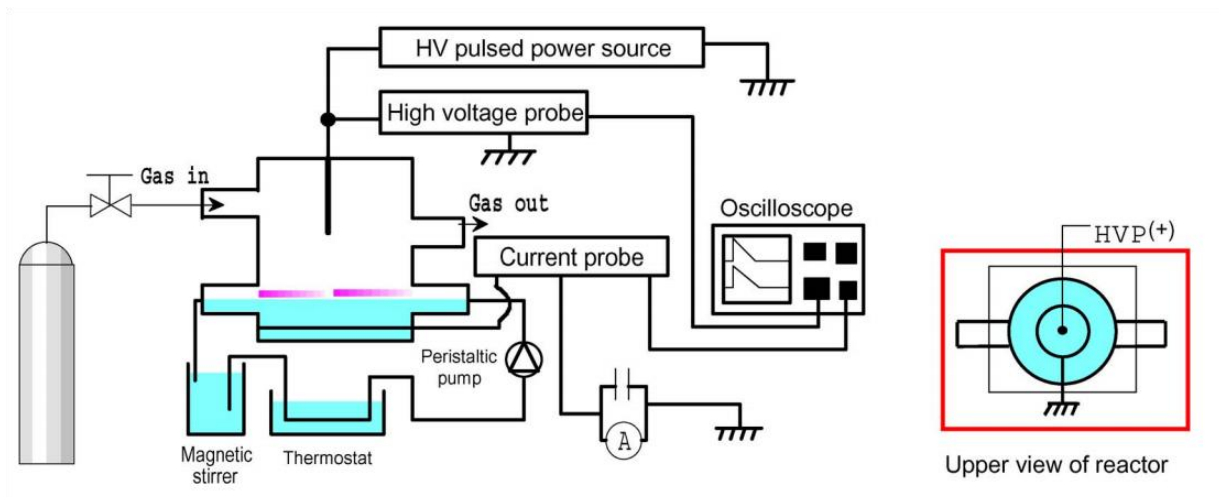 HV pulsed power source
High voltage probe
Gas in
Gas out
Oscilloscope
Current probe
HVP(+)
Peristaltic
pump
A
Magnetic
stirrer
Thermostat
Upper view of reactor